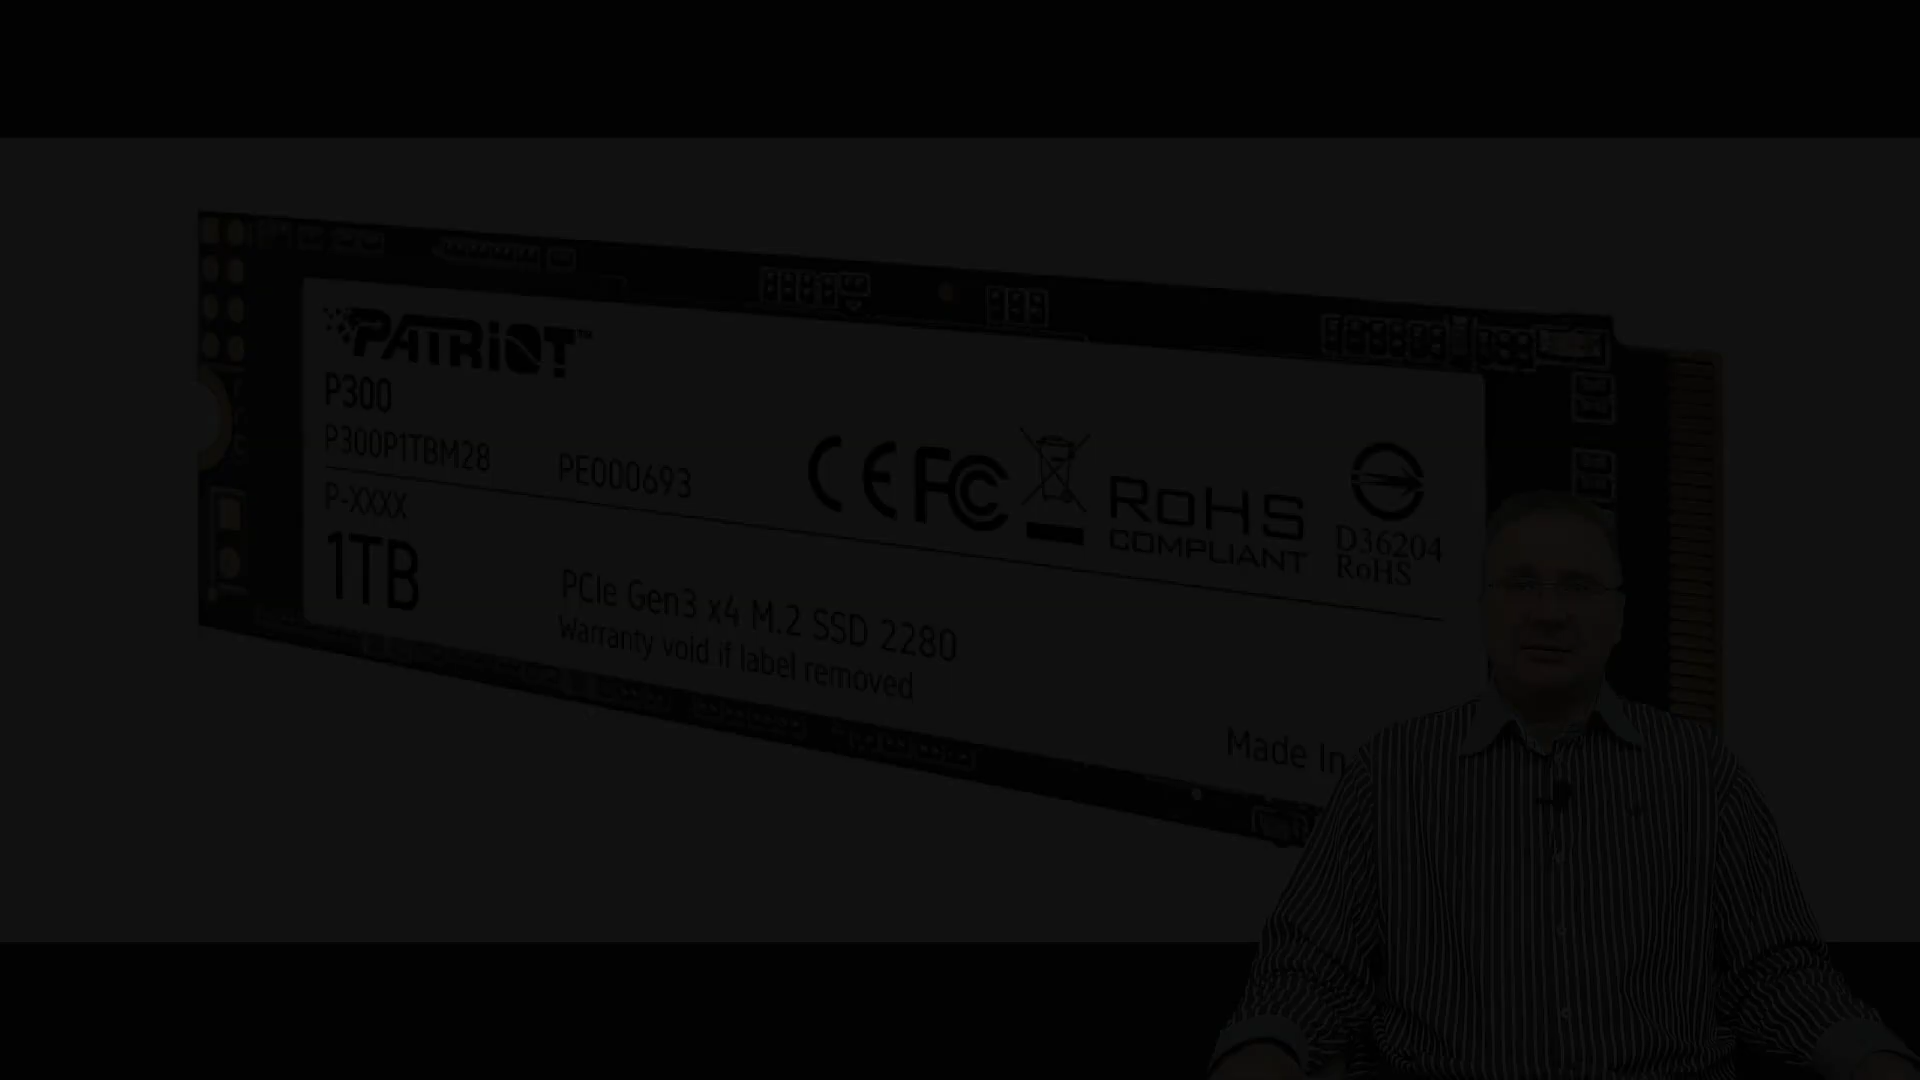 PATRIOT™
P300
P300P1TBM28 PE000693
P-XXXX
1TB
CE FC
RoHS
COMPLIANT
D36204
RoHS
PCIe Gen3 x4 M.2 SSD 2280
Warranty void if label removed
Made In